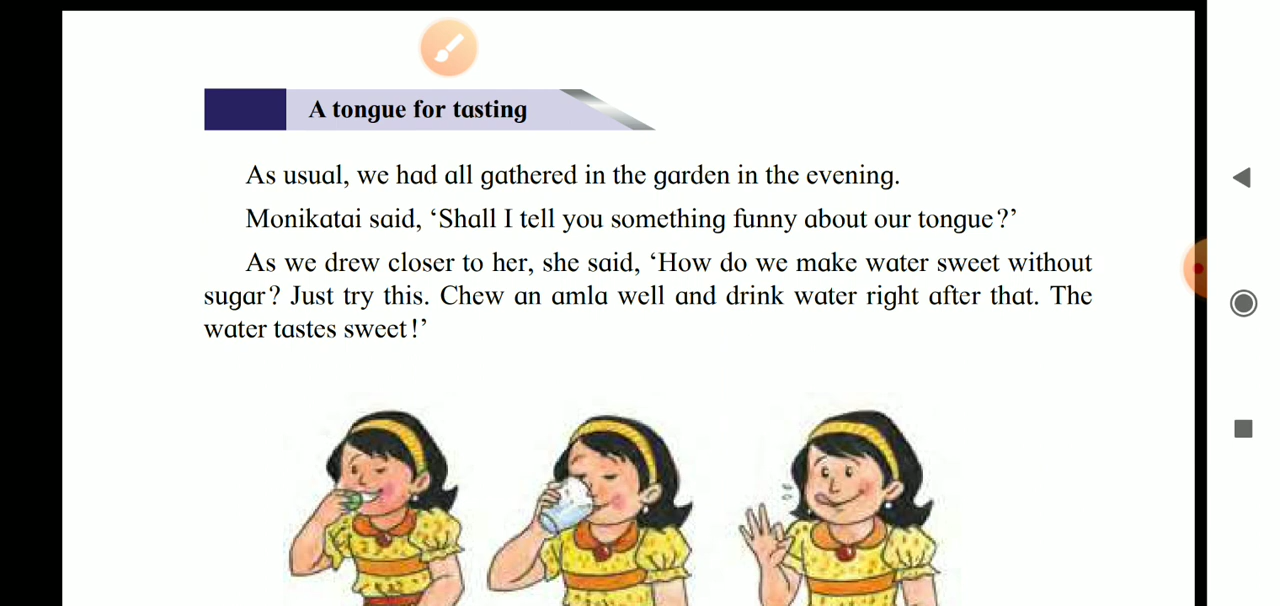 A tongue for tasting
As usual, we had all gathered in the garden in the evening.
Monikatai said, ‘Shall I tell you something funny about our tongue?’
As we drew closer to her, she said, ‘How do we make water sweet without
sugar? Just try this. Chew an amla well and drink water right after that. The
water tastes sweet!’